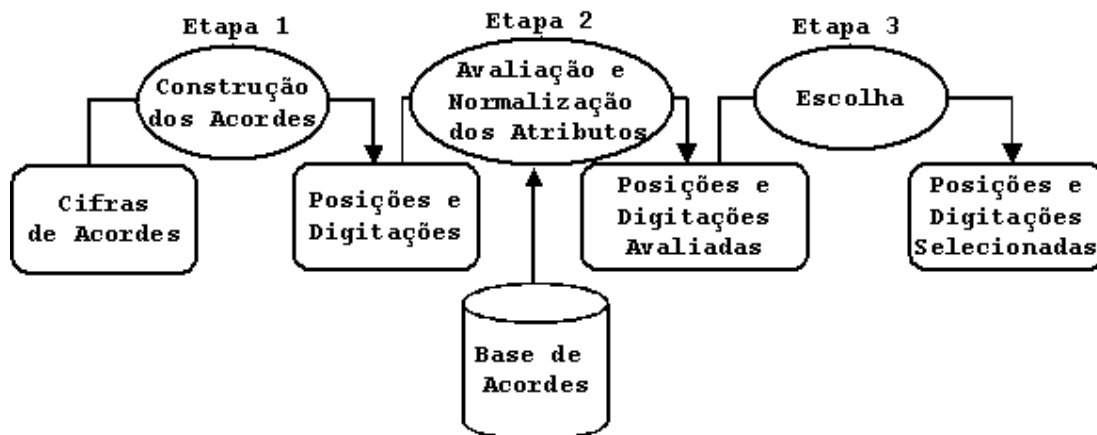 Etapa 1
Etapa 2
Etapa 3
Construção
dos Acordes
Avaliação e
Normalização
dos Atributos
Escolha
Cifras
de Acordes
Posições e
Digitações
Posições e
Digitações
Avaliadas
Posições e
Digitações
Selecionadas
Base de
Acordes